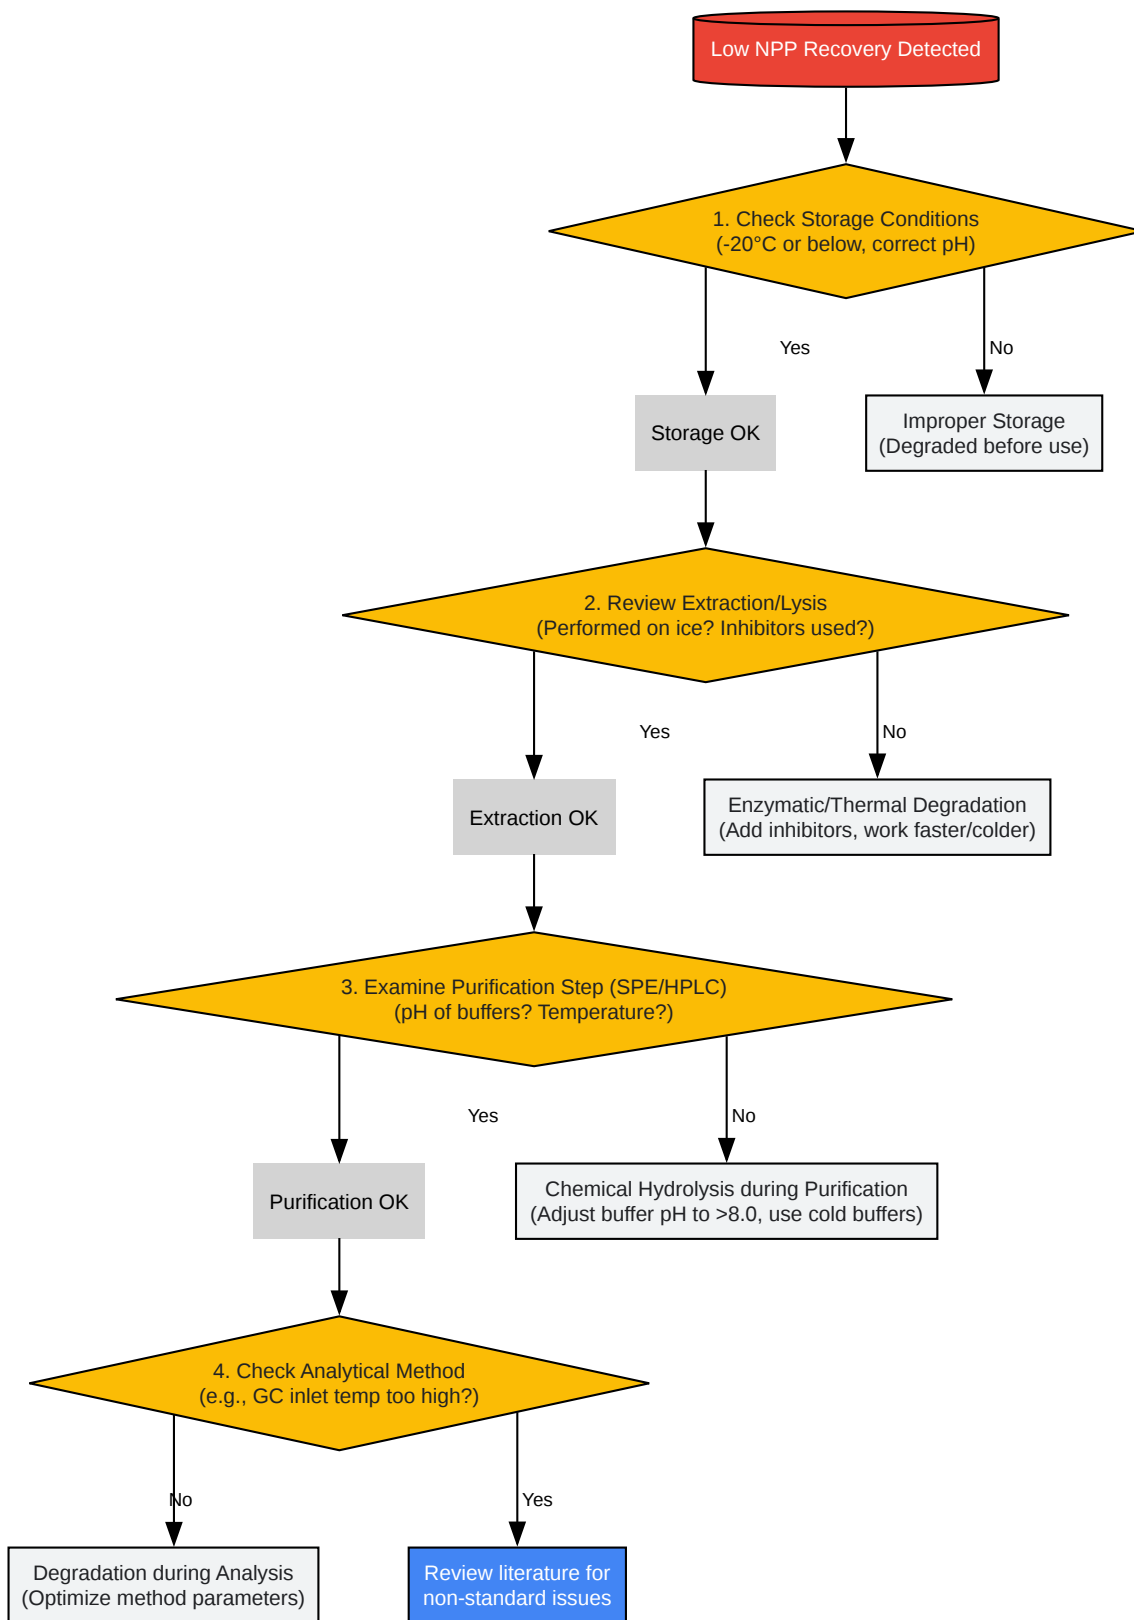 Low NPP Recovery Detected
1. Check Storage Conditions
(-20°C or below, correct pH)
Yes
No
Storage OK
Improper Storage
(Degraded before use)
2. Review Extraction/Lysis
(Performed on ice? Inhibitors used?)
Yes
No
Extraction OK
Enzymatic/Thermal Degradation
(Add inhibitors, work faster/colder)
3. Examine Purification Step (SPE/HPLC)
(pH of buffers? Temperature?)
Yes
No
Purification OK
Chemical Hydrolysis during Purification
(Adjust buffer pH to >8.0, use cold buffers)
4. Check Analytical Method
(e.g., GC inlet temp too high?)
No
Yes
Degradation during Analysis
(Optimize method parameters)
Review literature for
non-standard issues